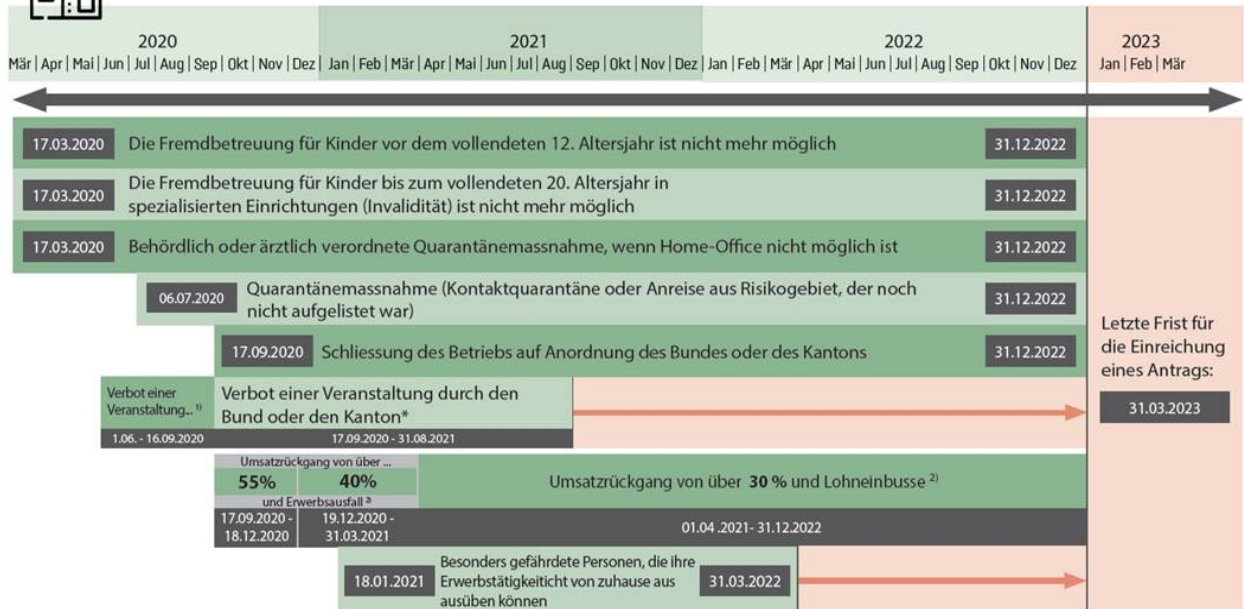 2020
2021
2022
2023
Mär | Apr | Mai | Jun | Jul | Aug | Sep | Okt | Nov | Dez | Jan | Feb | Mär | Apr | Mai | Jun | Jul | Aug | Sep | Okt | Nov | Dez | Jan | Feb | Mär | Apr | Mai | Jun | Jul | Aug | Sep | Okt | Nov | Dez
Jan | Feb | Mär
17.03.2020 Die Fremdbetreuung für Kinder vor dem vollendeten 12. Altersjahr ist nicht mehr möglich 31.12.2022
17.03.2020
Die Fremdbetreuung für Kinder bis zum vollendeten 20. Altersjahr in
spezialisierten Einrichtungen (Invalidität) ist nicht mehr möglich
31.12.2022
17.03.2020 Behördlich oder ärztlich verordnete Quarantänemassnahme, wenn Home-Office nicht möglich ist 31.12.2022
06.07.2020
Quarantänemassnahme (Kontaktquarantäne oder Anreise aus Risikogebiet, der noch
nicht aufgelistet war)
31.12.2022
17.09.2020 Schliessung des Betriebs auf Anordnung des Bundes oder des Kantons 31.12.2022
Verbot einer
Veranstaltung... 1)
Verbot einer Veranstaltung durch den
Bund oder den Kanton*
1.06. - 16.09.2020
17.09.2020 - 31.08.2021
Umsatzrückgang von über ...
55% 40%
und Erwerbsausfall 2)
Umsatzrückgang von über 30 % und Lohneinbusse 2)
17.09.2020 -
18.12.2020
19.12.2020 -
31.03.2021
01.04 .2021- 31.12.2022
18.01.2021
Besonders gefährdete Personen, die ihre
Erwerbstätigkeiticht von zuhause aus
ausüben können
31.03.2022
Letzte Frist für
die Einreichung
eines Antrags:
31.03.2023